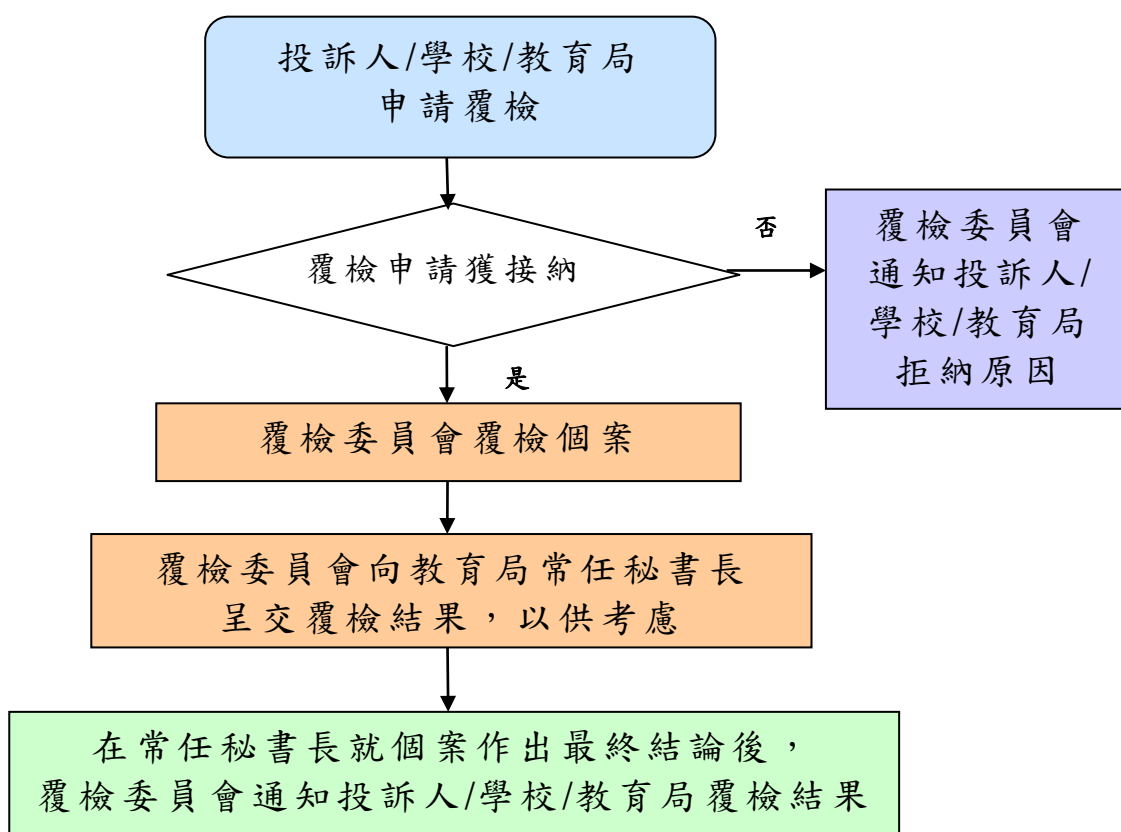 投訴人/學校/教育局
申請覆檢
覆檢申請獲接納
否
覆檢委員會
通知投訴人/
學校/教育局
拒納原因
是
覆檢委員會覆檢個案
覆檢委員會向教育局常任秘書長
呈交覆檢結果，以供考慮
在常任秘書長就個案作出最終結論後，
覆檢委員會通知投訴人/學校/教育局覆檢結果